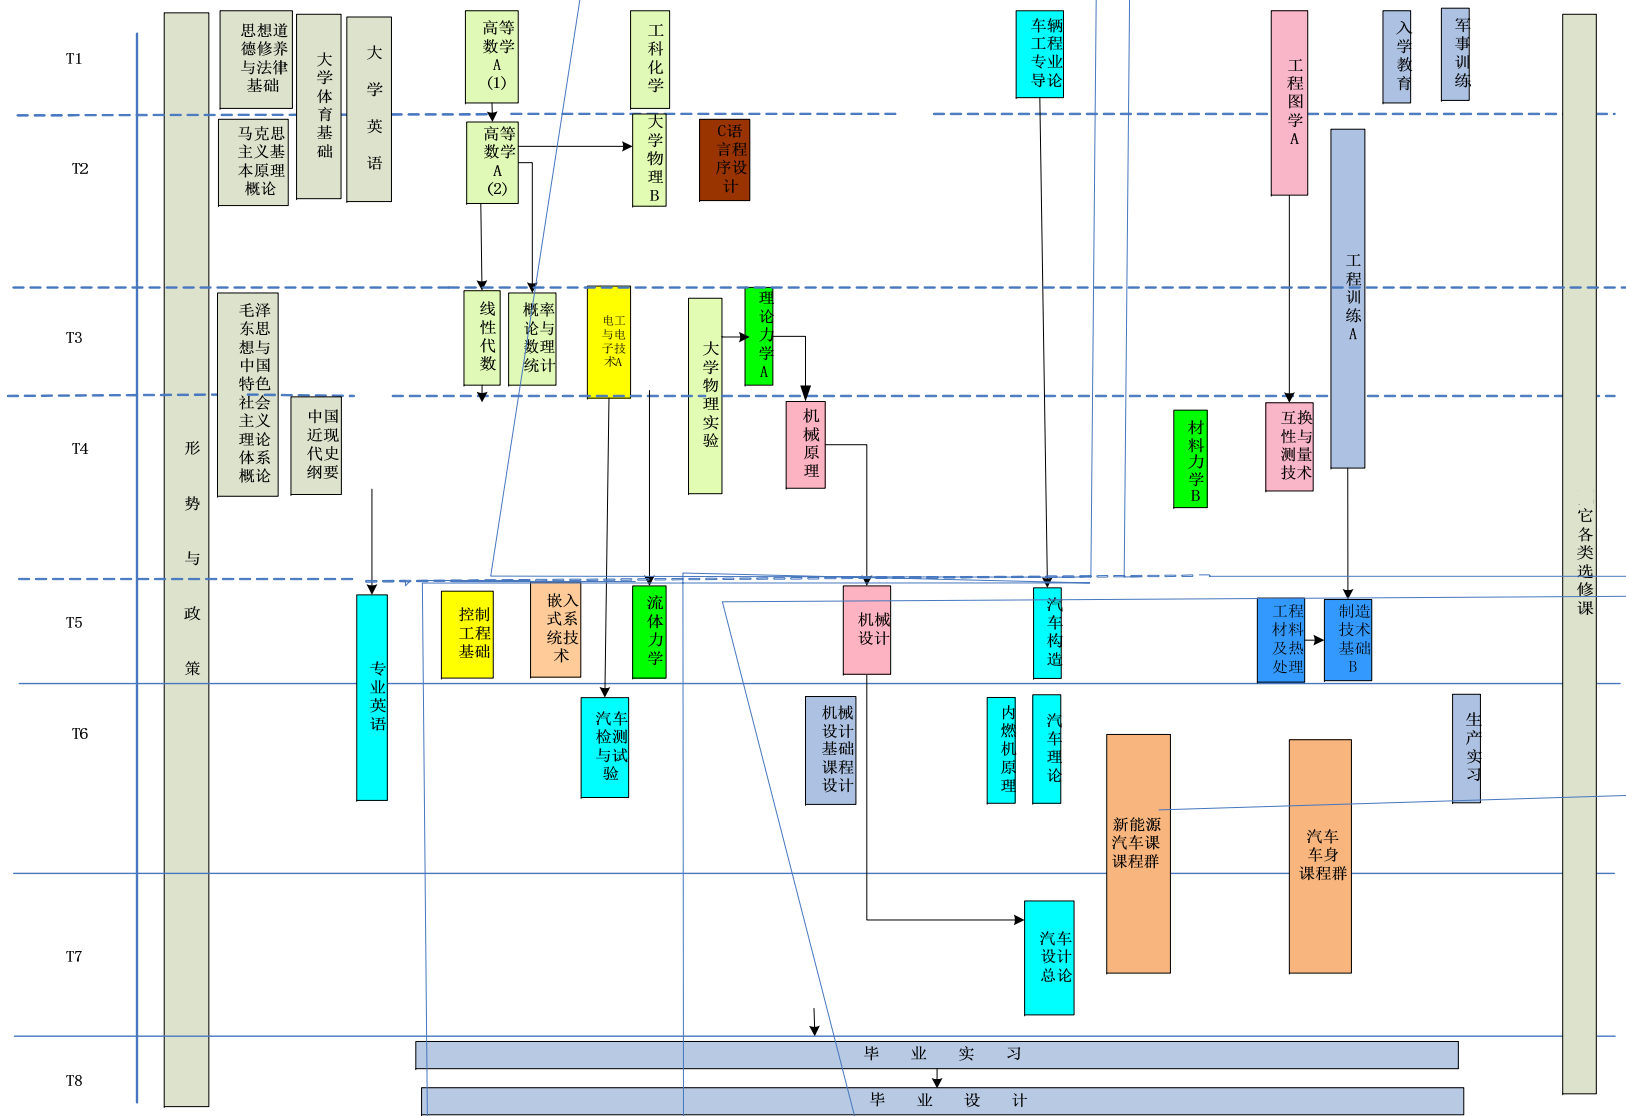 T1
思想道
德修养
与法律
基础
大学体育基础
大学英语
高等
数学
A
(1)
工科化学
车辆
工程
专业
导论
工程图学A
入学教育
军事训练
T2
马克思
主义基
本原理
概论
高等
数学
A
(2)
大学物理B
C语
言程
序设
计
工程训练A
T3
毛泽
东思
想与
中国
特色
社会
主义
理论
体系
概论
线性代数
概率
论与
数理
统计
电工
与电
子技
术A
大学物理实验
理论力学A
T4
中国
近现
代史
纲要
机械原理
材料力学B
互换
性与
测量
技术
形势与政策
它各类选修课
T5
专业英语
控制
工程
基础
嵌入
式系
统技
术
流体力学
机械
设计
汽车构造
工程
材料
及热
处理
制造
技术
基础
B
T6
汽车
检测
与试
验
机械
设计
基础
课程
设计
内燃机原理
汽车理论
新能源
汽车课
课程群
汽车
车身
课程群
生产实习
T7
汽车
设计
总论
T8
毕业实习
毕业设计